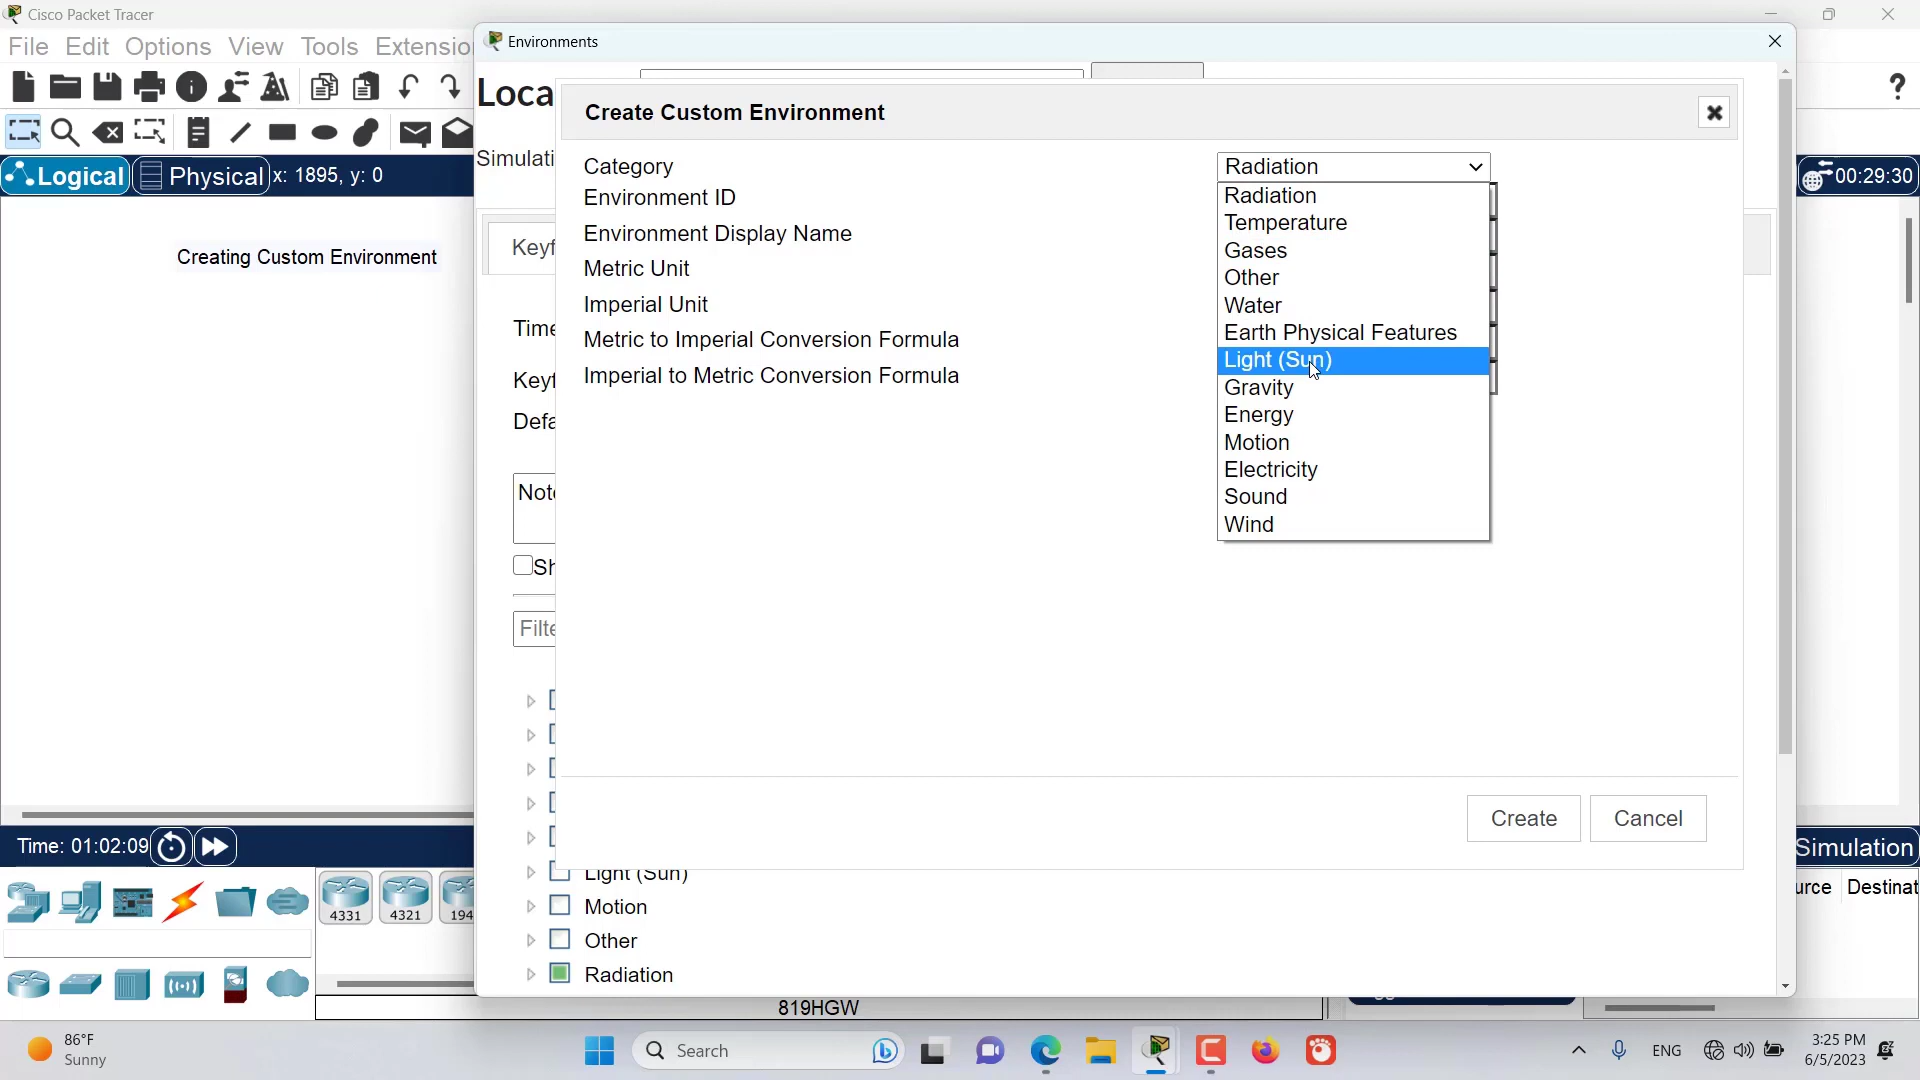 Cisco Packet Tracer
File Edit Options View Tools Extensio
Environments
Loca
Create Custom Environment
Logical Physical x: 1895, y: 0
Simulati
00:29:30
Category Radiation
Environment ID
Environment Display Name
Metric Unit
Imperial Unit
Metric to Imperial Conversion Formula
Imperial to Metric Conversion Formula
Radiation
Temperature
Gases
Other
Water
Earth Physical Features
Light (Sun)
Gravity
Energy
Motion
Electricity
Sound
Wind
Creating Custom Environment
Keyf
Time
Keyf
Defa
Note
Sh
Filte
Create Cancel
Time: 01:02:09
Simulation
Light (Sun)
Motion
Other
Radiation
4331 4321 194
urce Destinat
819HGW
86°F
Sunny
Search
ENG
3:25 PM
6/5/2023